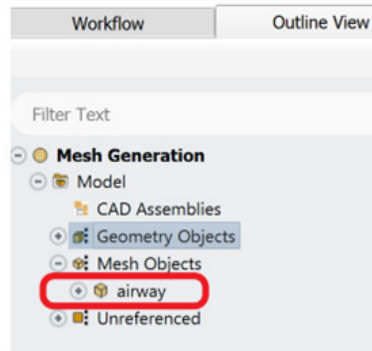 Workflow Outline View
Filter Text
Mesh Generation
Model
CAD Assemblies
Geometry Objects
Mesh Objects
airway
Unreferenced